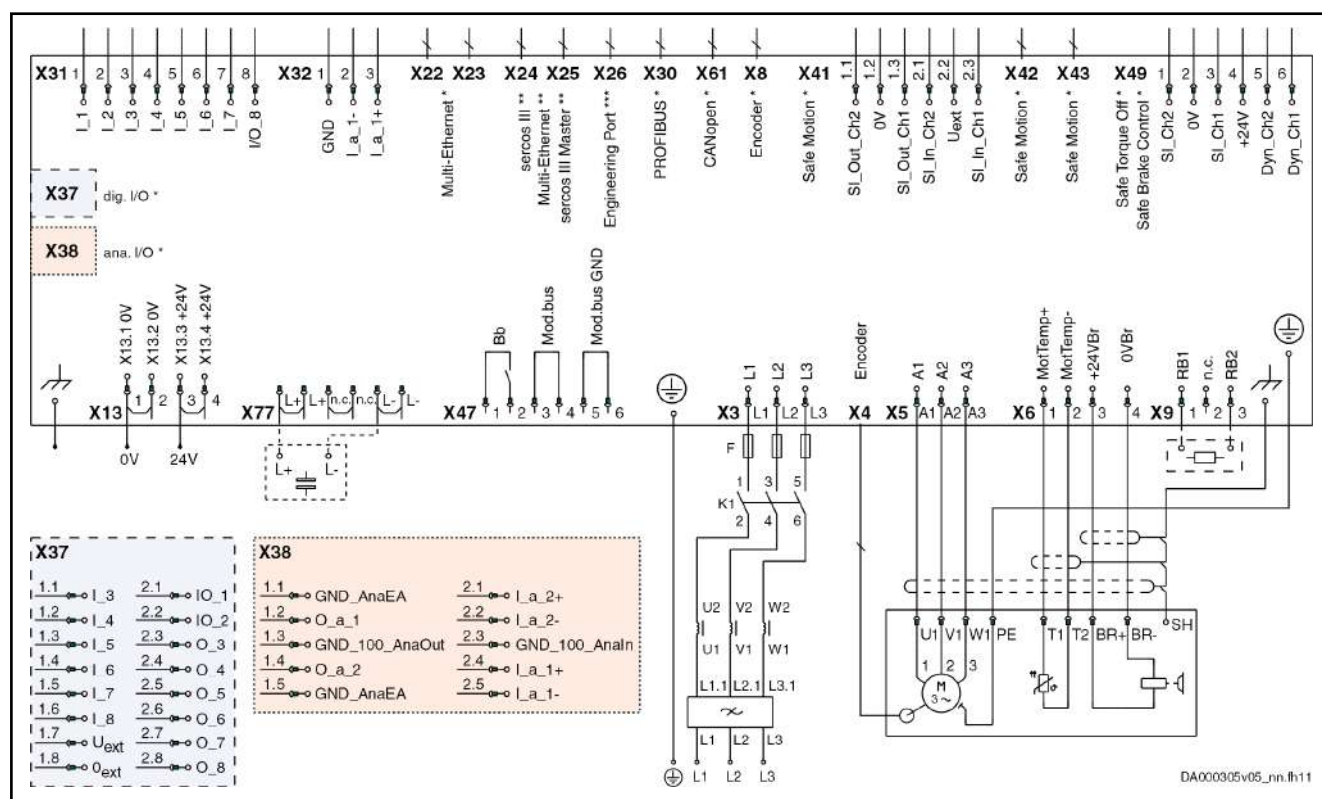 X31 1 2 3 4 5 6 7 8
I_1 I_2 I_3 I_4 I_5 I_6 I_7 I/O_8
X32 1 2 3
GND I_a_1- I_a_1+
X22 X23
Multi-Ethernet *
X24 X25
sercos III **
Multi-Ethernet **
sercos III Master **
X26
Engineering Port ***
X30
PROFIBUS *
X61
CANopen *
X8
Encoder *
X41 1.1 1.2 1.3 2.1 2.2 2.3
Safe Motion *
SI_Out_Ch2 0V SI_Out_Ch1 SI_In_Ch2 Uext SI_In_Ch1
X42
Safe Motion *
X43
Safe Motion *
X49 1 2 3 4 5 6
Safe Torque Off *
Safe Brake Control *
SI_Ch2 0V SI_Ch1 +24V Dyn_Ch2 Dyn_Ch1
X37 dig. I/O *
X38 ana. I/O *
X13.1 0V
X13.2 0V
X13.3 +24V
X13.4 +24V
X13 1 2 3 4
0V 24V
X77 L+ L+ n.c. n.c. L- L-
L+ L-
Bb Mod.bus Mod.bus GND
X47 1 2 3 4 5 6
L1 L2 L3
X3 L1 L2 L3
F
K1 1 3 5
2 4 6
U2 V2 W2
U1 V1 W1
L1.1 L2.1 L3.1
L1 L2 L3
L1 L2 L3
Encoder
X4
A1 A2 A3
X5 A1 A2 A3
MotTemp+ MotTemp- +24VBr 0VBr
X6 1 2 3 4
RB1 n.c. RB2
X9 1 2 3
U1 V1 W1 PE T1 T2 BR+ BR- SH
1 2 3
M
3 ~
ϑ
X37
1.1 I_3 2.1 IO_1
1.2 I_4 2.2 IO_2
1.3 I_5 2.3 O_3
1.4 I_6 2.4 O_4
1.5 I_7 2.5 O_5
1.6 I_8 2.6 O_6
1.7 Uext 2.7 O_7
1.8 0ext 2.8 O_8
X38
1.1 GND_AnaEA 2.1 I_a_2+
1.2 O_a_1 2.2 I_a_2-
1.3 GND_100_AnaOut 2.3 GND_100_AnaIn
1.4 O_a_2 2.4 I_a_1+
1.5 GND_AnaEA 2.5 I_a_1-
DA000305v05_nn.fh11